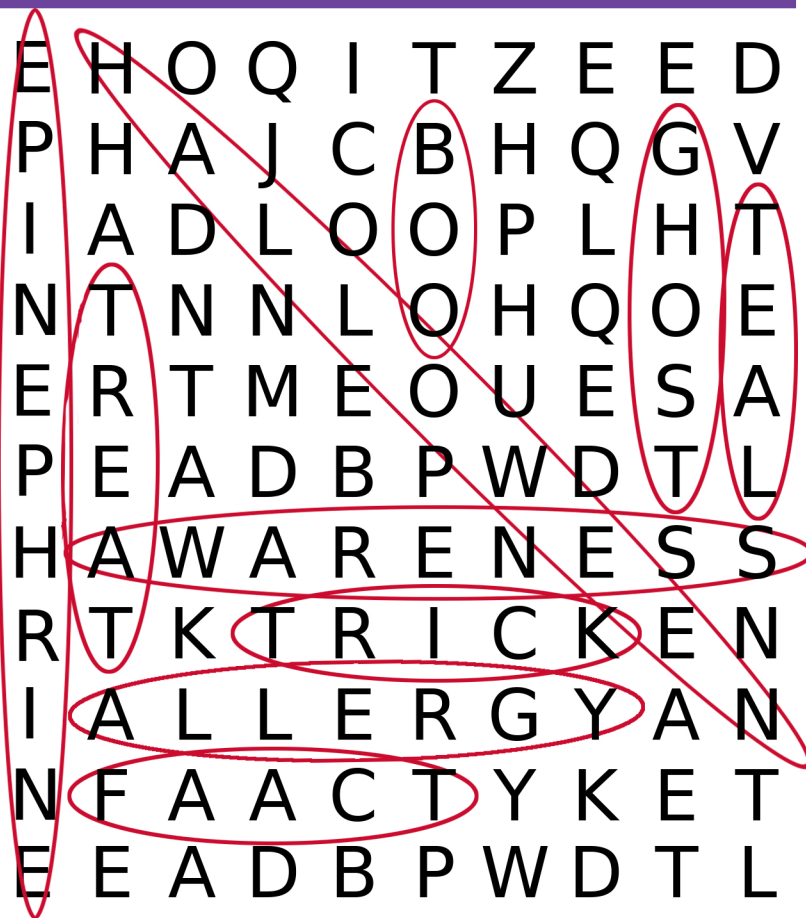 E H O Q I T Z E E D
P H A J C B H Q G V
I A D L O O P L H T
N T N N L O H Q O E
E R T M E O U E S A
P E A D B P W D T L
H A W A R E N E S S
R T K T R I C K E N
I A L L E R G Y A N
N F A A C T Y K E T
E E A D B P W D T L